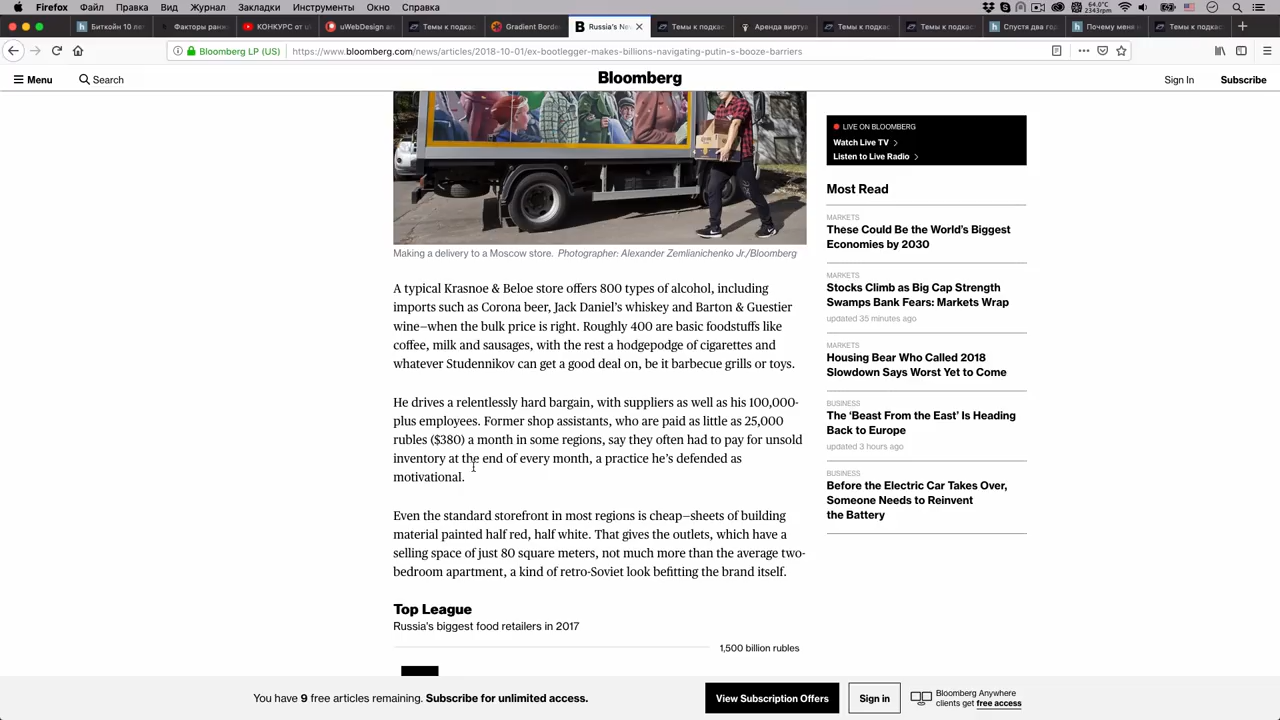 Firefox Файл Правка Вид Журнал Закладки Инструменты Окно Справка
Биткойн 10 ле Факторы ранж КОНКУРС от ul uWebDesign an Темы к подкас Gradient Borde Russia's Ne Темы к подкас Аренда виртуа Темы к подкас Темы к подкас Спустя два год Почему меня н Темы к подкас
Bloomberg LP (US) https://www.bloomberg.com/news/articles/2018-10-01/ex-bootlegger-makes-billions-navigating-putin-s-booze-barriers
Menu Search Bloomberg Sign In Subscribe
Making a delivery to a Moscow store. Photographer: Alexander Zemlianichenko Jr./Bloomberg
A typical Krasnoe & Beloe store offers 800 types of alcohol, including
imports such as Corona beer, Jack Daniel's whiskey and Barton & Guestier
wine—when the bulk price is right. Roughly 400 are basic foodstuffs like
coffee, milk and sausages, with the rest a hodgepodge of cigarettes and
whatever Studennikov can get a good deal on, be it barbecue grills or toys.
He drives a relentlessly hard bargain, with suppliers as well as his 100,000-
plus employees. Former shop assistants, who are paid as little as 25,000
rubles ($380) a month in some regions, say they often had to pay for unsold
inventory at the end of every month, a practice he's defended as
motivational.
Even the standard storefront in most regions is cheap—sheets of building
material painted half red, half white. That gives the outlets, which have a
selling space of just 80 square meters, not much more than the average two-
bedroom apartment, a kind of retro-Soviet look befitting the brand itself.
Top League
Russia's biggest food retailers in 2017
1,500 billion rubles
LIVE ON BLOOMBERG
Watch Live TV
Listen to Live Radio
Most Read
MARKETS
These Could Be the World's Biggest
Economies by 2030
MARKETS
Stocks Climb as Big Cap Strength
Swamps Bank Fears: Markets Wrap
updated 35 minutes ago
MARKETS
Housing Bear Who Called 2018
Slowdown Says Worst Yet to Come
BUSINESS
The 'Beast From the East' Is Heading
Back to Europe
updated 3 hours ago
BUSINESS
Before the Electric Car Takes Over,
Someone Needs to Reinvent
the Battery
You have 9 free articles remaining. Subscribe for unlimited access.
View Subscription Offers
Sign in
Bloomberg Anywhere
clients get free access